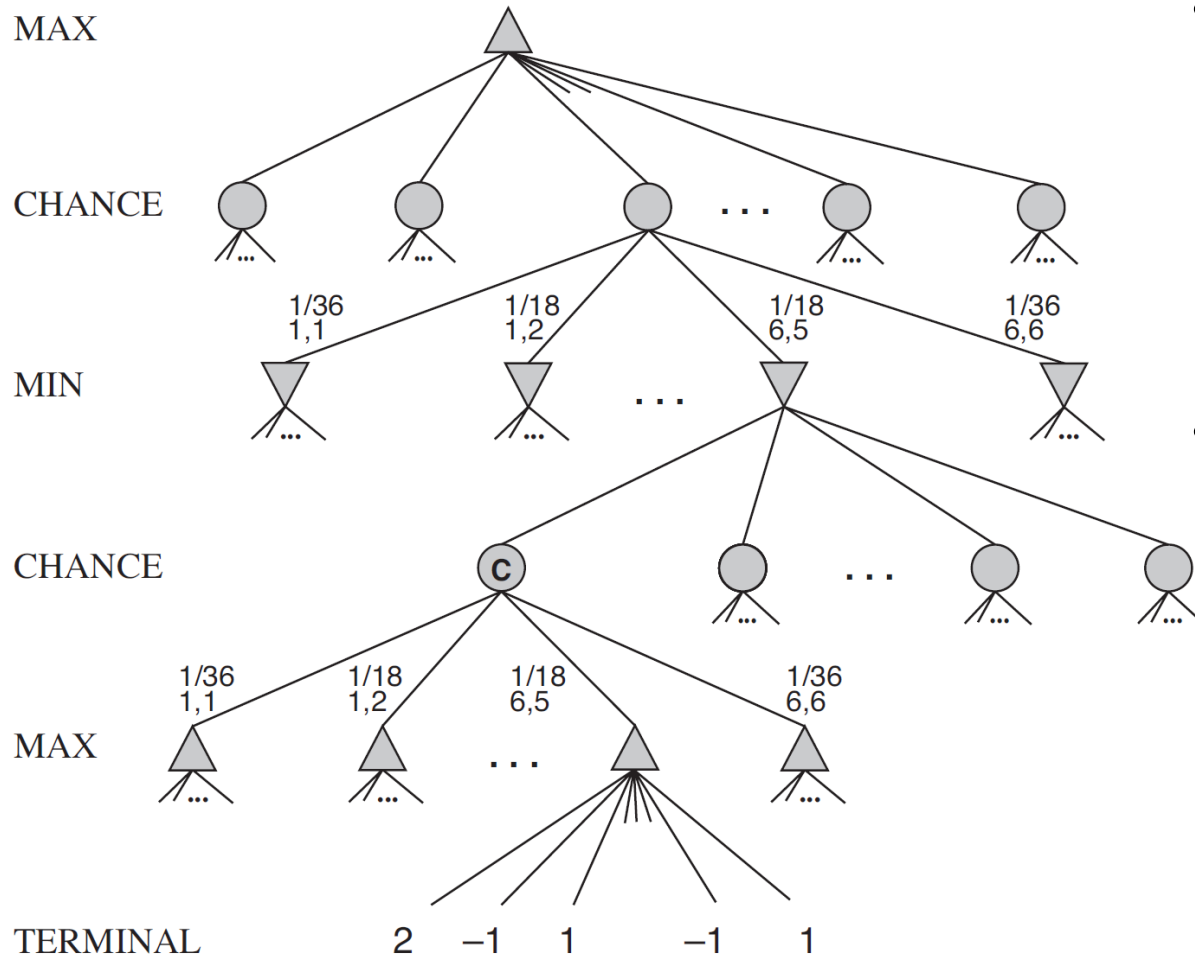 MAX
CHANCE
...
... ... ... ... ...
1/36 1/18 1/18 1/36
1,1 1,2 6,5 6,6
MIN
...
... ... ... ...
CHANCE
C
...
... ... ...
1/36 1/18 1/18 1/36
1,1 1,2 6,5 6,6
MAX
...
... ... ...
TERMINAL 2 –1 1 –1 1